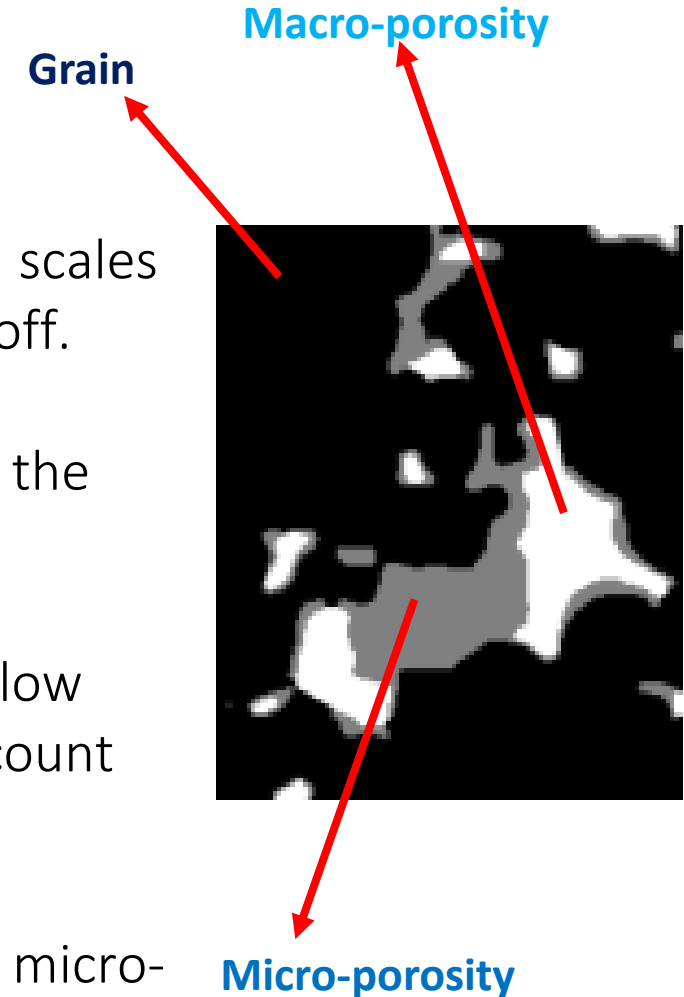 Macro-porosity
Grain
scales
off.
the
low
count
micro-
Micro-porosity